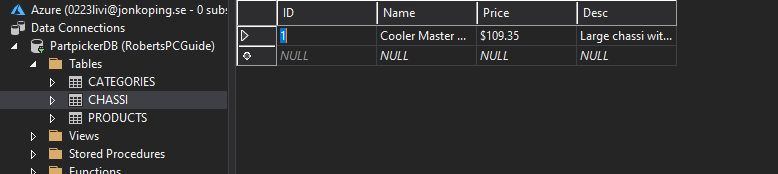 Azure (0223livi@jonkoping.se - 0 subs
Data Connections
PartpickerDB (RobertsPCGuide)
Tables
CATEGORIES
CHASSI
PRODUCTS
Views
Stored Procedures
Functions
ID Name Price Desc
1 Cooler Master ... $109.35 Large chassi wit...
NULL NULL NULL NULL